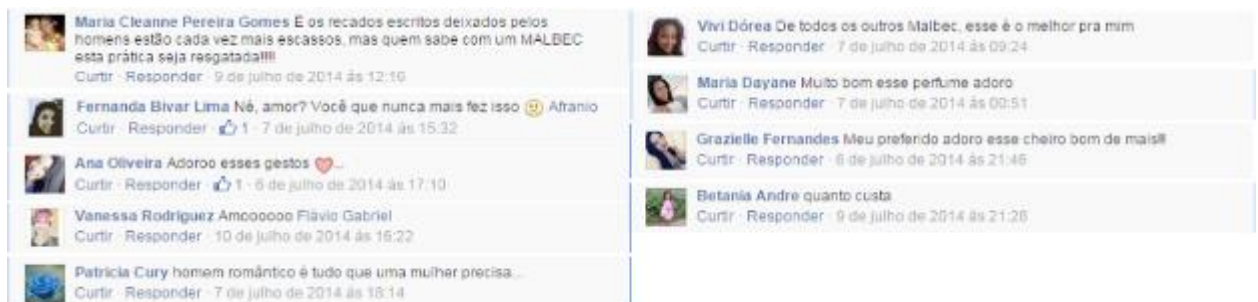 Maria Cleanne Pereira Gomes E os recados escritos deixados pelos
homens estão cada vez mais escassos, mas quem sabe com um MALBEC
esta prática seja resgatada!!!!
Curtir · Responder · 9 de julho de 2014 às 12:16
Fernanda Bivar Lima Né, amor? Você que nunca mais fez isso Afranio
Curtir · Responder · 1 · 7 de julho de 2014 às 15:32
Ana Oliveira Adoroo esses gestos ...
Curtir · Responder · 1 · 6 de julho de 2014 às 17:10
Vanessa Rodriguez Amoooooo Flávio Gabriel
Curtir · Responder · 10 de julho de 2014 às 16:22
Patricia Cury homem romântico é tudo que uma mulher precisa...
Curtir · Responder · 7 de julho de 2014 às 18:14
Vivi Dórea De todos os outros Malbec, esse é o melhor pra mim
Curtir · Responder · 7 de julho de 2014 às 09:24
Maria Dayane Muito bom esse perfume adoro
Curtir · Responder · 7 de julho de 2014 às 00:51
Grazielle Fernandes Meu preferido adoro esse cheiro bom de mais!!
Curtir · Responder · 6 de julho de 2014 às 21:46
Betania Andre quanto custa
Curtir · Responder · 9 de julho de 2014 às 21:28